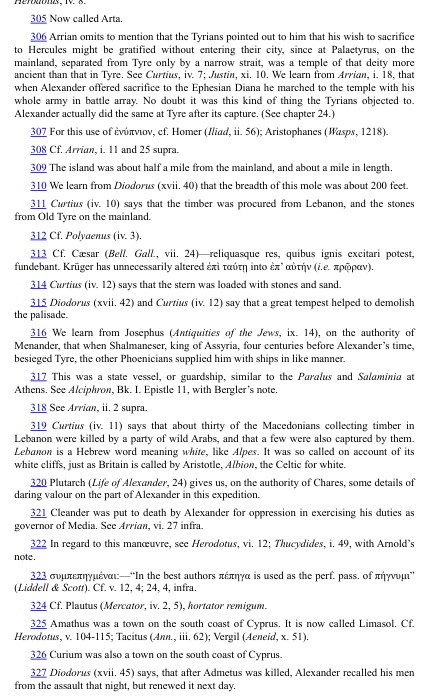 Herodotus, iv. 8.
305 Now called Arta.
306 Arrian omits to mention that the Tyrians pointed out to him that his wish to sacrifice
to Hercules might be gratified without entering their city, since at Palaetyrus, on the
mainland, separated from Tyre only by a narrow strait, was a temple of that deity more
ancient than that in Tyre. See Curtius, iv. 7; Justin, xi. 10. We learn from Arrian, i. 18, that
when Alexander offered sacrifice to the Ephesian Diana he marched to the temple with his
whole army in battle array. No doubt it was this kind of thing the Tyrians objected to.
Alexander actually did the same at Tyre after its capture. (See chapter 24.)
307 For this use of ἐνύπνιον, cf. Homer (Iliad, ii. 56); Aristophanes (Wasps, 1218).
308 Cf. Arrian, i. 11 and 25 supra.
309 The island was about half a mile from the mainland, and about a mile in length.
310 We learn from Diodorus (xvii. 40) that the breadth of this mole was about 200 feet.
311 Curtius (iv. 10) says that the timber was procured from Lebanon, and the stones
from Old Tyre on the mainland.
312 Cf. Polyaenus (iv. 3).
313 Cf. Cæsar (Bell. Gall., vii. 24)—reliquasque res, quibus ignis excitari potest,
fundebant. Krüger has unnecessarily altered ἐπὶ ταύτῃ into ἐπ’ αὐτήν (i.e. πρῷραν).
314 Curtius (iv. 12) says that the stern was loaded with stones and sand.
315 Diodorus (xvii. 42) and Curtius (iv. 12) say that a great tempest helped to demolish
the palisade.
316 We learn from Josephus (Antiquities of the Jews, ix. 14), on the authority of
Menander, that when Shalmaneser, king of Assyria, four centuries before Alexander’s time,
besieged Tyre, the other Phoenicians supplied him with ships in like manner.
317 This was a state vessel, or guardship, similar to the Paralus and Salaminia at
Athens. See Alciphron, Bk. I. Epistle 11, with Bergler’s note.
318 See Arrian, ii. 2 supra.
319 Curtius (iv. 11) says that about thirty of the Macedonians collecting timber in
Lebanon were killed by a party of wild Arabs, and that a few were also captured by them.
Lebanon is a Hebrew word meaning white, like Alpes. It was so called on account of its
white cliffs, just as Britain is called by Aristotle, Albion, the Celtic for white.
320 Plutarch (Life of Alexander, 24) gives us, on the authority of Chares, some details of
daring valour on the part of Alexander in this expedition.
321 Cleander was put to death by Alexander for oppression in exercising his duties as
governor of Media. See Arrian, vi. 27 infra.
322 In regard to this manœuvre, see Herodotus, vi. 12; Thucydides, i. 49, with Arnold’s
note.
323 συμπεπηγμέναι:—“In the best authors πέπηγα is used as the perf. pass. of πήγνυμι”
(Liddell & Scott). Cf. v. 12, 4; 24, 4, infra.
324 Cf. Plautus (Mercator, iv. 2, 5), hortator remigum.
325 Amathus was a town on the south coast of Cyprus. It is now called Limasol. Cf.
Herodotus, v. 104-115; Tacitus (Ann., iii. 62); Vergil (Aeneid, x. 51).
326 Curium was also a town on the south coast of Cyprus.
327 Diodorus (xvii. 45) says, that after Admetus was killed, Alexander recalled his men
from the assault that night, but renewed it next day.